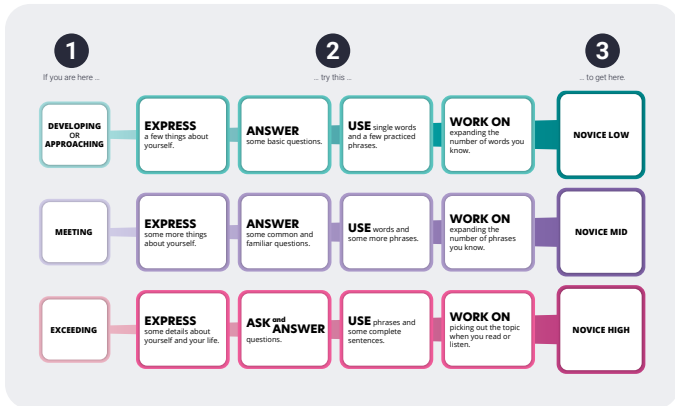 1
2
3
If you are here ...
... try this ...
... to get here.
DEVELOPING
OR
APPROACHING
EXPRESS
a few things about
yourself.
ANSWER
some basic questions.
USE single words
and a few practiced
phrases.
WORK ON
expanding the
number of words you
know.
NOVICE LOW
MEETING
EXPRESS
some more things
about yourself.
ANSWER
some common and
familiar questions.
USE words and
some more phrases.
WORK ON
expanding the
number of phrases
you know.
NOVICE MID
EXCEEDING
EXPRESS
some details about
yourself and your life.
ASK and
ANSWER
questions.
USE phrases and
some complete
sentences.
WORK ON
picking out the topic
when you read or
listen.
NOVICE HIGH